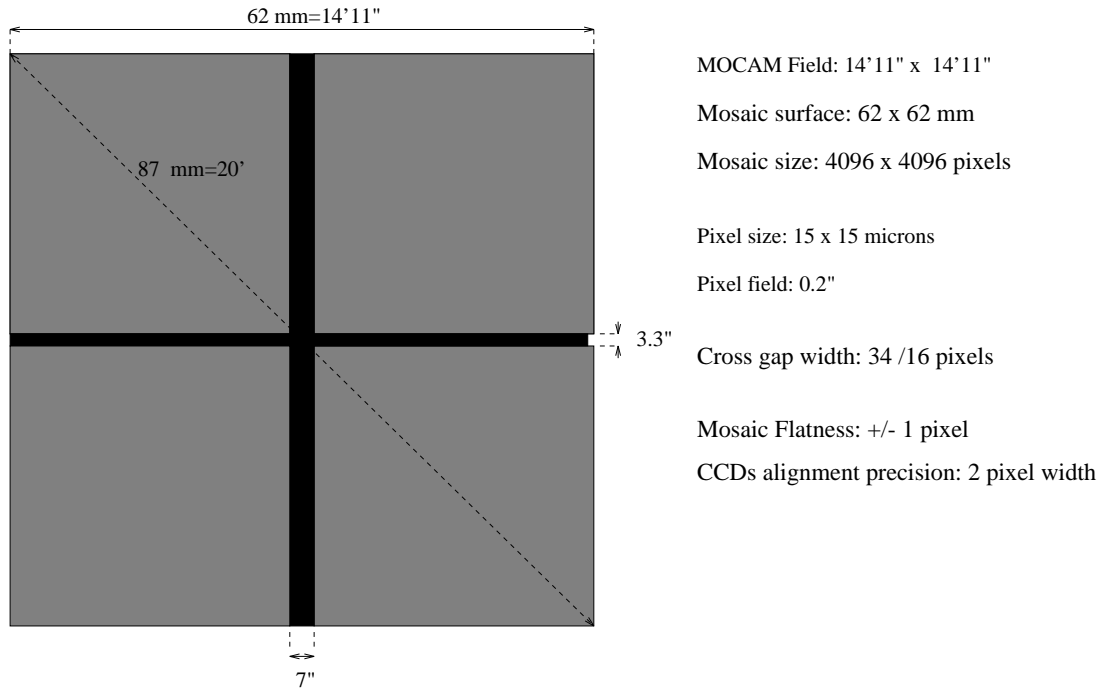 62 mm=14'11"
87 mm=20'
3.3"
7"
MOCAM Field: 14'11" x 14'11"
Mosaic surface: 62 x 62 mm
Mosaic size: 4096 x 4096 pixels
Pixel size: 15 x 15 microns
Pixel field: 0.2"
Cross gap width: 34 /16 pixels
Mosaic Flatness: +/- 1 pixel
CCDs alignment precision: 2 pixel width